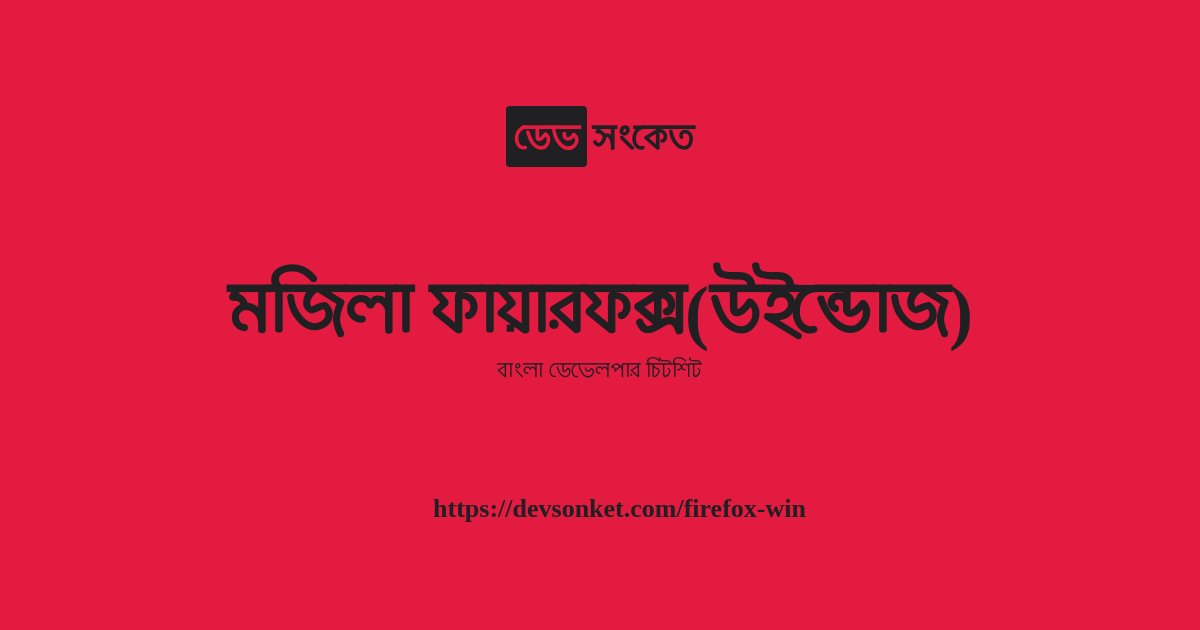 ডেভ সংকেত
মজিলা ফায়ারফক্স(উইন্ডোজ)
বাংলা ডেভেলপার চিটশিট
https://devsonket.com/firefox-win